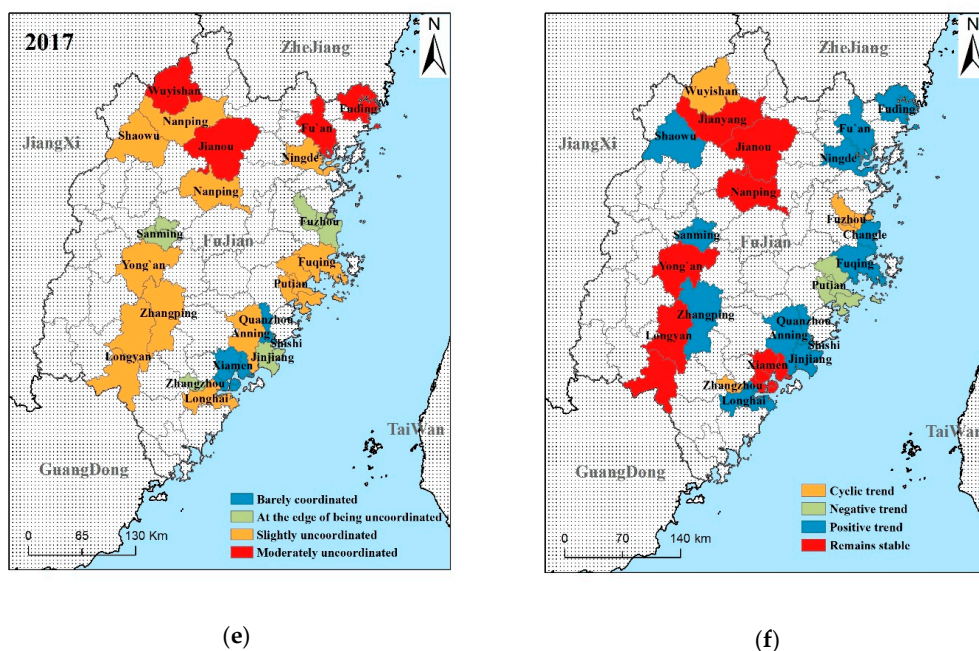 2017
N
ZheJiang
Wuyishan
Fuding
Nanping
Shaowu
Fu`an
JiangXi
Jianou
Ningde
Nanping
Fuzhou
Sanming
FuJian
Yong`an
Fuqing
Putian
Zhangping
Quanzhou
Anning
Shishi
Longyan
Xiamen
Jinjiang
Zhangzhou
Longhai
TaiWan
GuangDong
Barely coordinated
At the edge of being uncoordinated
Slightly uncoordinated
Moderately uncoordinated
0 65 130 Km
(e)
N
ZheJiang
Wuyishan
Fuding
Jianyang
Shaowu
Fu`an
JiangXi
Jianou
Ningde
Nanping
Fuzhou
Changle
Sanming
FuJian
Yong`an
Fuqing
Putian
Zhangping
Quanzhou
Anning
Shishi
Longyan
Jinjiang
Xiamen
Zhangzhou
Longhai
TaiWan
GuangDong
Cyclic trend
Negative trend
Positive trend
Remains stable
0 70 140 Km
(f)